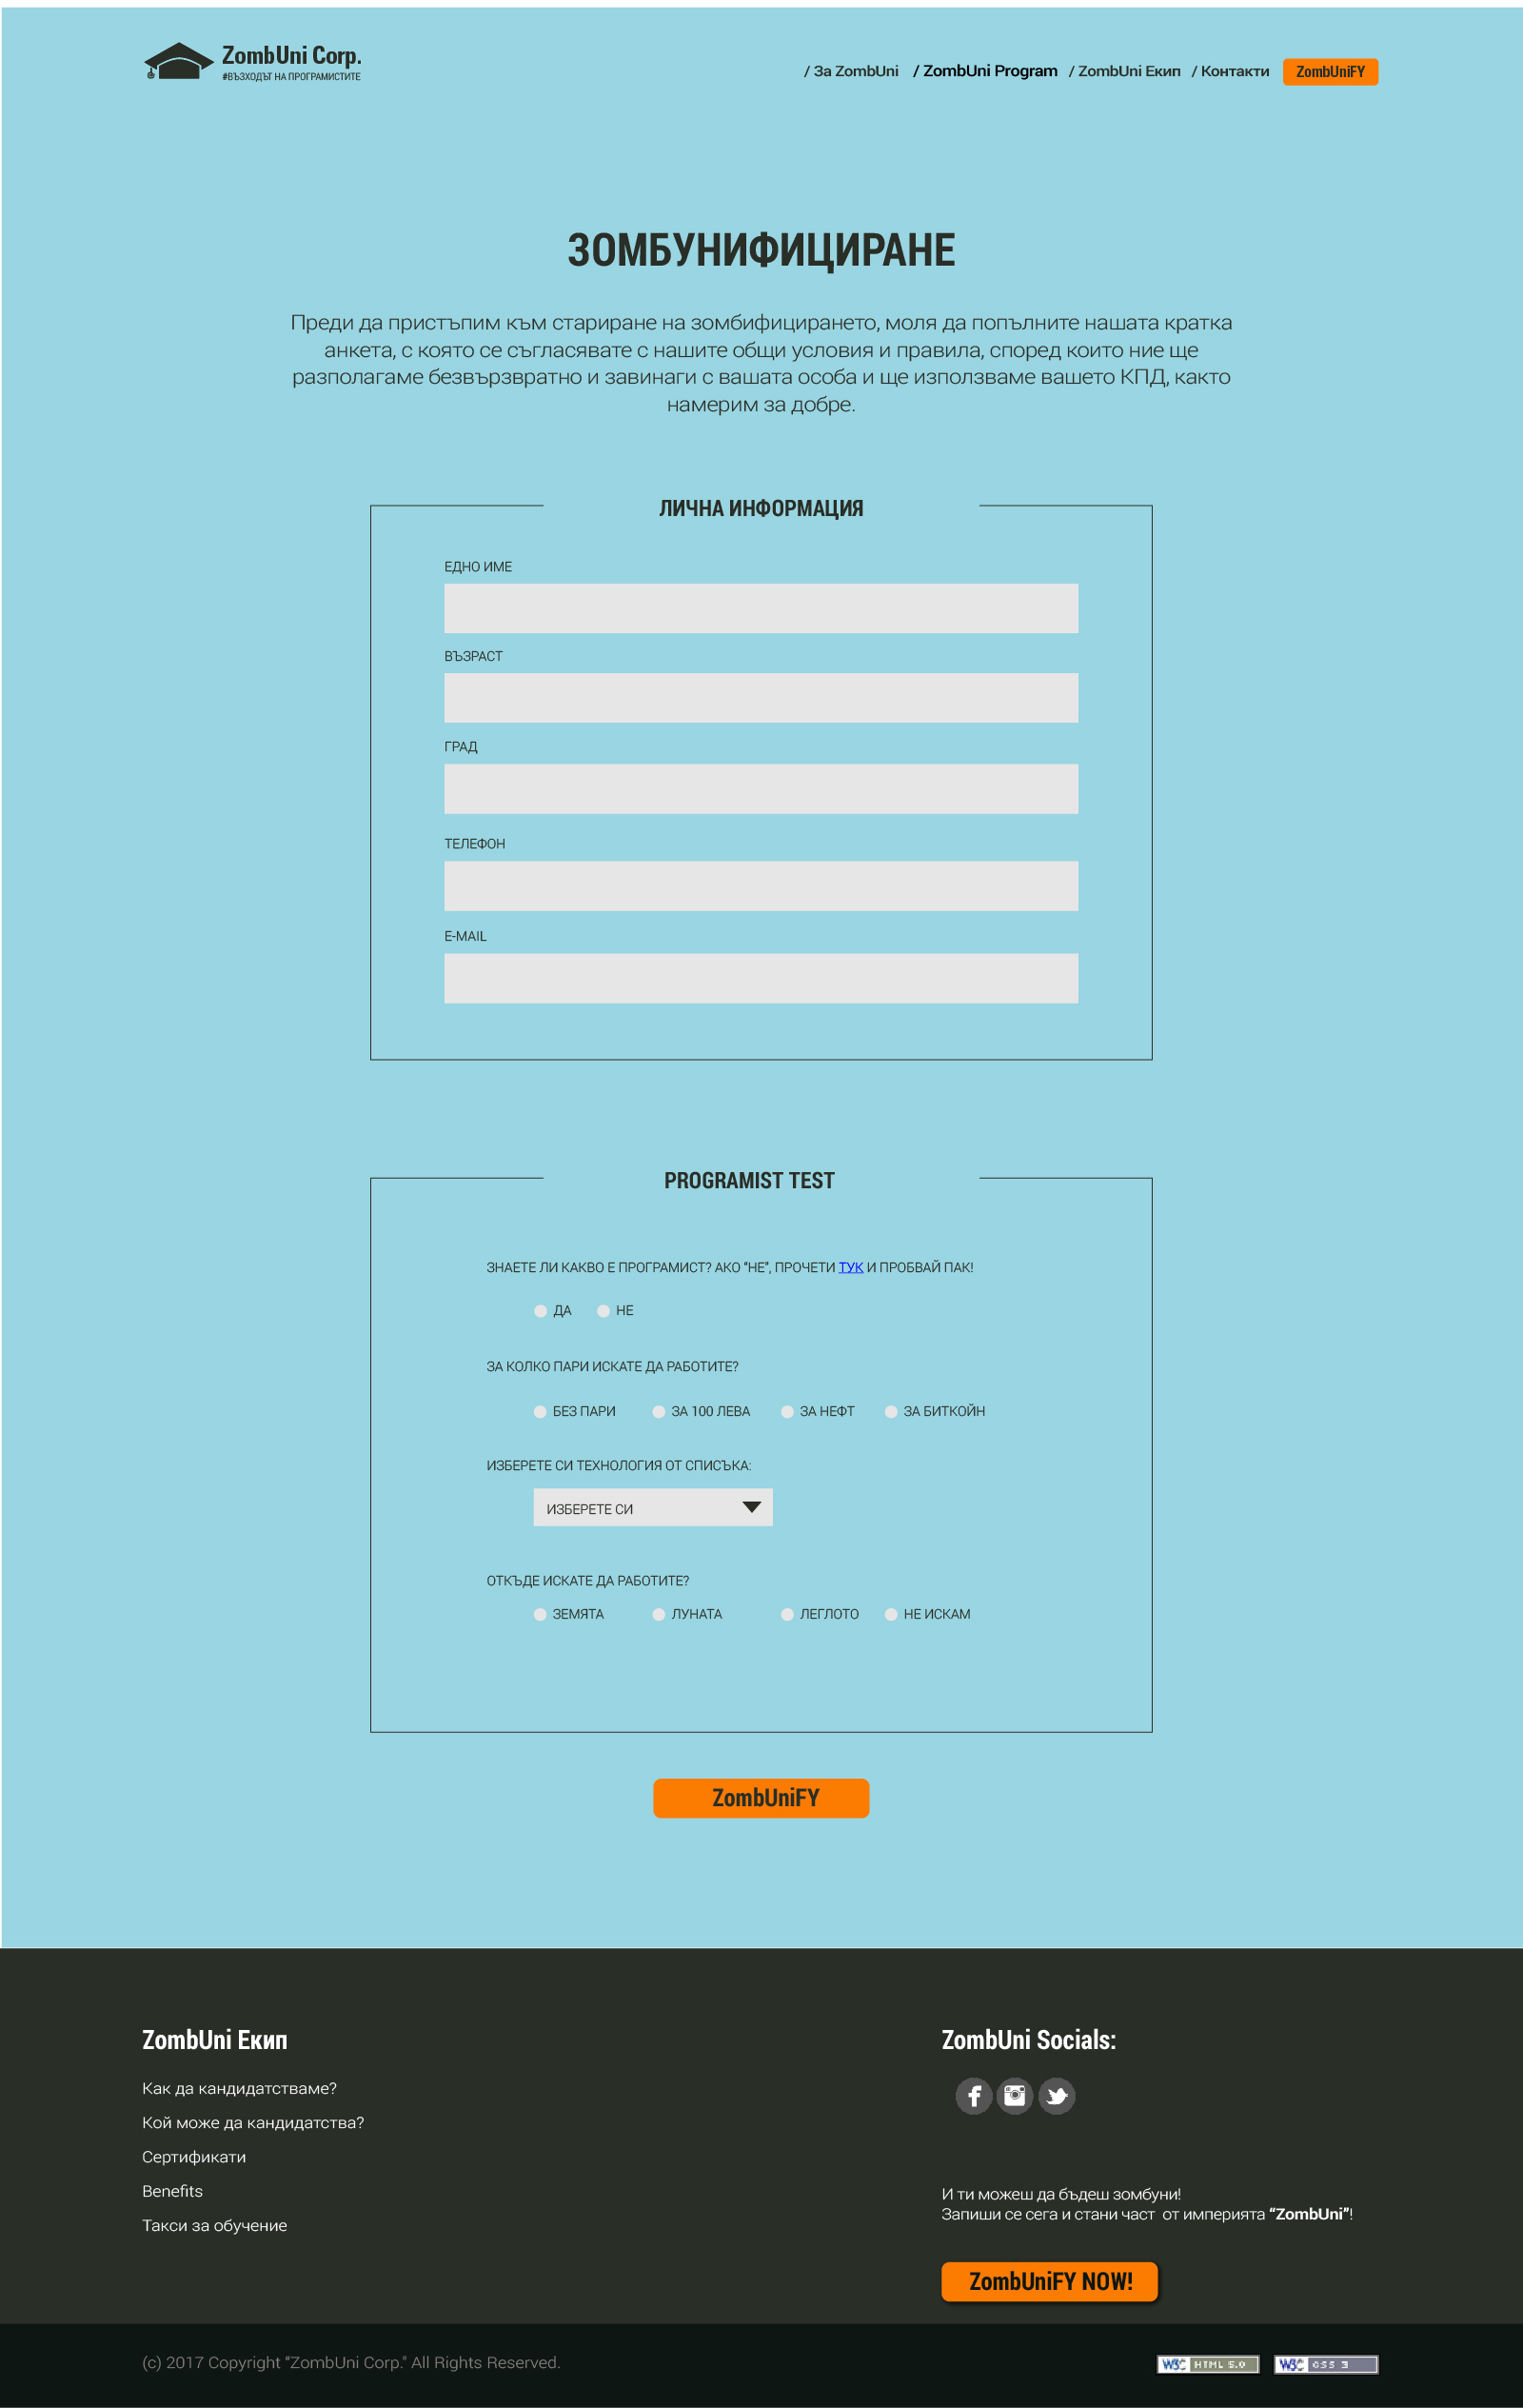 ZombUni Corp.
#ВЪЗХОДЪТ НА ПРОГРАМИСТИТЕ
/ За ZombUni / ZombUni Program / ZombUni Екип / Контакти ZombUniFY
ЗОМБУНИФИЦИРАНЕ
Преди да пристъпим към стариране на зомбифицирането, моля да попълните нашата кратка
анкета, с която се съгласявате с нашите общи условия и правила, според които ние ще
разполагаме безвързвратно и завинаги с вашата особа и ще използваме вашето КПД, както
намерим за добре.
ЛИЧНА ИНФОРМАЦИЯ
ЕДНО ИМЕ
ВЪЗРАСТ
ГРАД
ТЕЛЕФОН
E-MAIL
PROGRAMIST TEST
ЗНАЕТЕ ЛИ КАКВО Е ПРОГРАМИСТ? АКО "НЕ", ПРОЧЕТИ ТУК И ПРОБВАЙ ПАК!
ДА НЕ
ЗА КОЛКО ПАРИ ИСКАТЕ ДА РАБОТИТЕ?
БЕЗ ПАРИ ЗА 100 ЛЕВА ЗА НЕФТ ЗА БИТКОЙН
ИЗБЕРЕТЕ СИ ТЕХНОЛОГИЯ ОТ СПИСЪКА:
ИЗБЕРЕТЕ СИ
ОТКЪДЕ ИСКАТЕ ДА РАБОТИТЕ?
ЗЕМЯТА ЛУНАТА ЛЕГЛОТО НЕ ИСКАМ
ZombUniFY
ZombUni Екип
Как да кандидатстваме?
Кой може да кандидатства?
Сертификати
Benefits
Такси за обучение
ZombUni Socials:
И ти можеш да бъдеш зомбуни!
Запиши се сега и стани част от империята “ZombUni”!
ZombUniFY NOW!
(c) 2017 Copyright “ZombUni Corp.” All Rights Reserved.
W3C HTML 5.0 W3C CSS 3